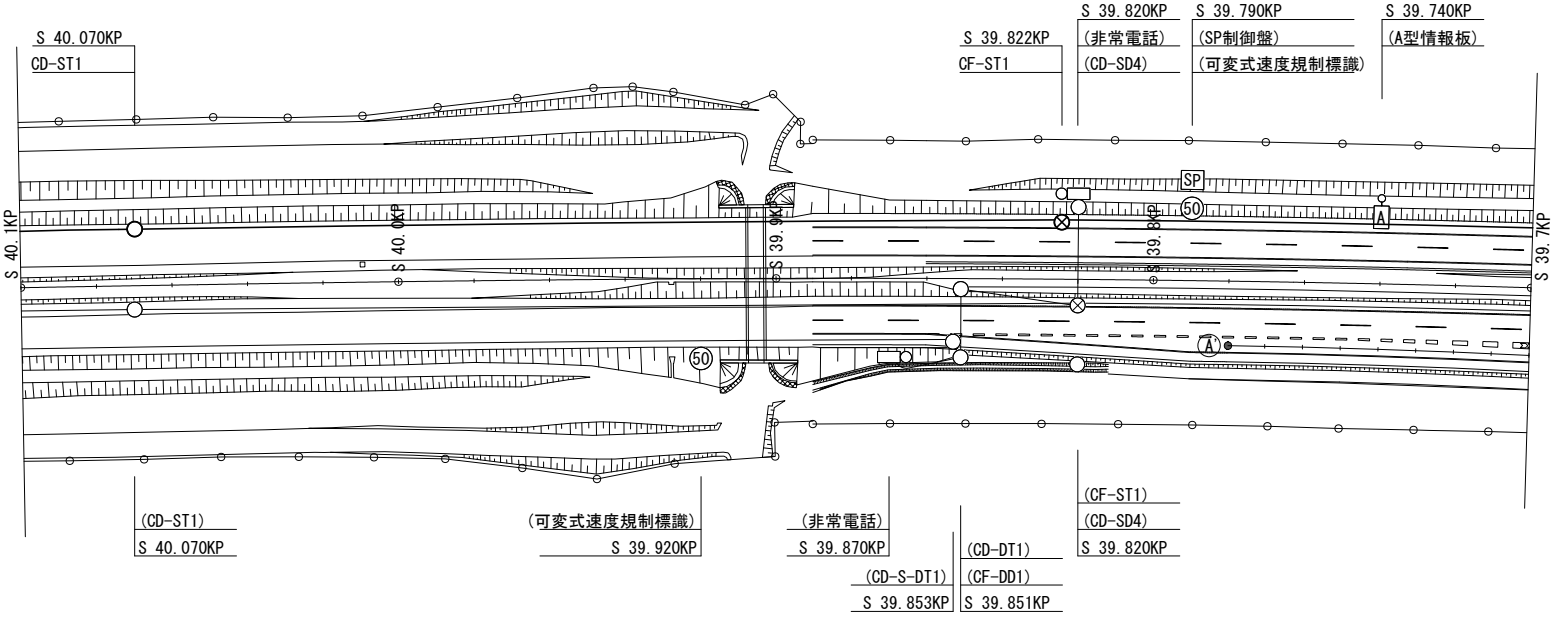 S 40.070KP
CD-ST1
S 39.822KP
CF-ST1
S 39.820KP
(非常電話)
(CD-SD4)
S 39.790KP
(SP制御盤)
(可変式速度規制標識)
S 39.740KP
(A型情報板)
S 40.1KP
S 40.0KP
S 39.9KP
S 39.8KP
S 39.7KP
SP
50
A
50
A'
(CD-ST1)
S 40.070KP
(可変式速度規制標識)
S 39.920KP
(非常電話)
S 39.870KP
(CD-S-DT1)
S 39.853KP
(CD-DT1)
(CF-DD1)
S 39.851KP
(CF-ST1)
(CD-SD4)
S 39.820KP